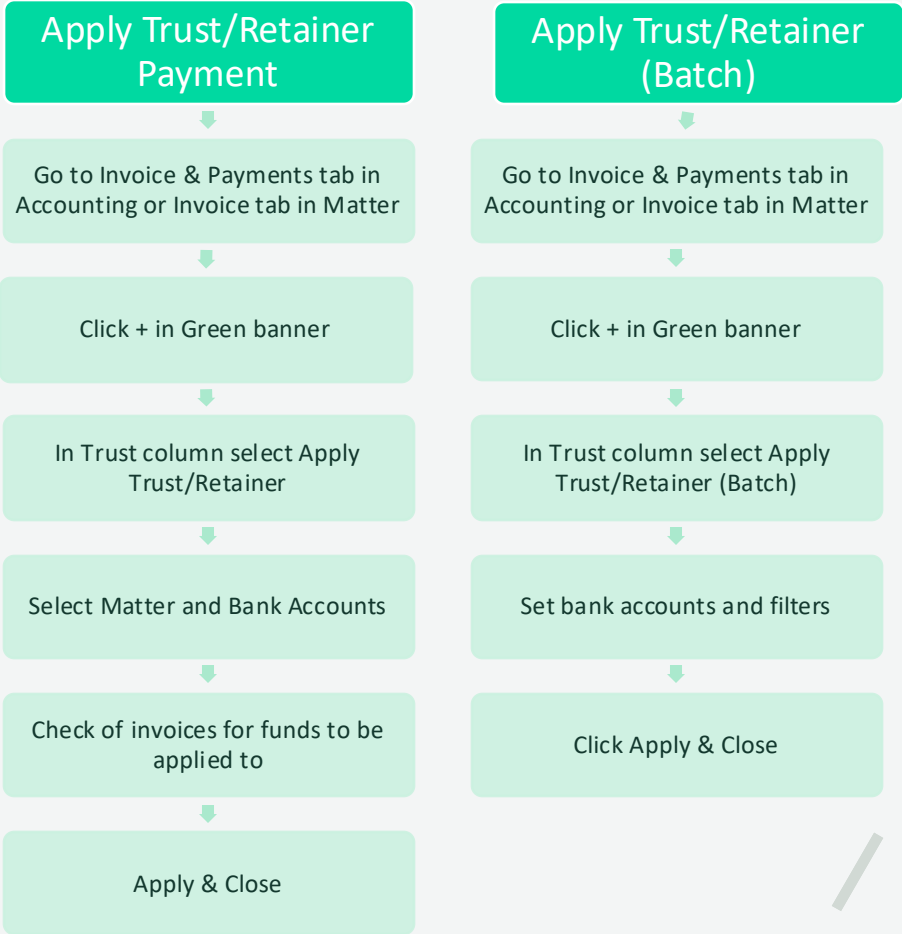 Apply Trust/Retainer
Payment
Go to Invoice & Payments tab in
Accounting or Invoice tab in Matter
Click + in Green banner
In Trust column select Apply
Trust/Retainer
Select Matter and Bank Accounts
Check of invoices for funds to be
applied to
Apply & Close
Apply Trust/Retainer
(Batch)
Go to Invoice & Payments tab in
Accounting or Invoice tab in Matter
Click + in Green banner
In Trust column select Apply
Trust/Retainer (Batch)
Set bank accounts and filters
Click Apply & Close